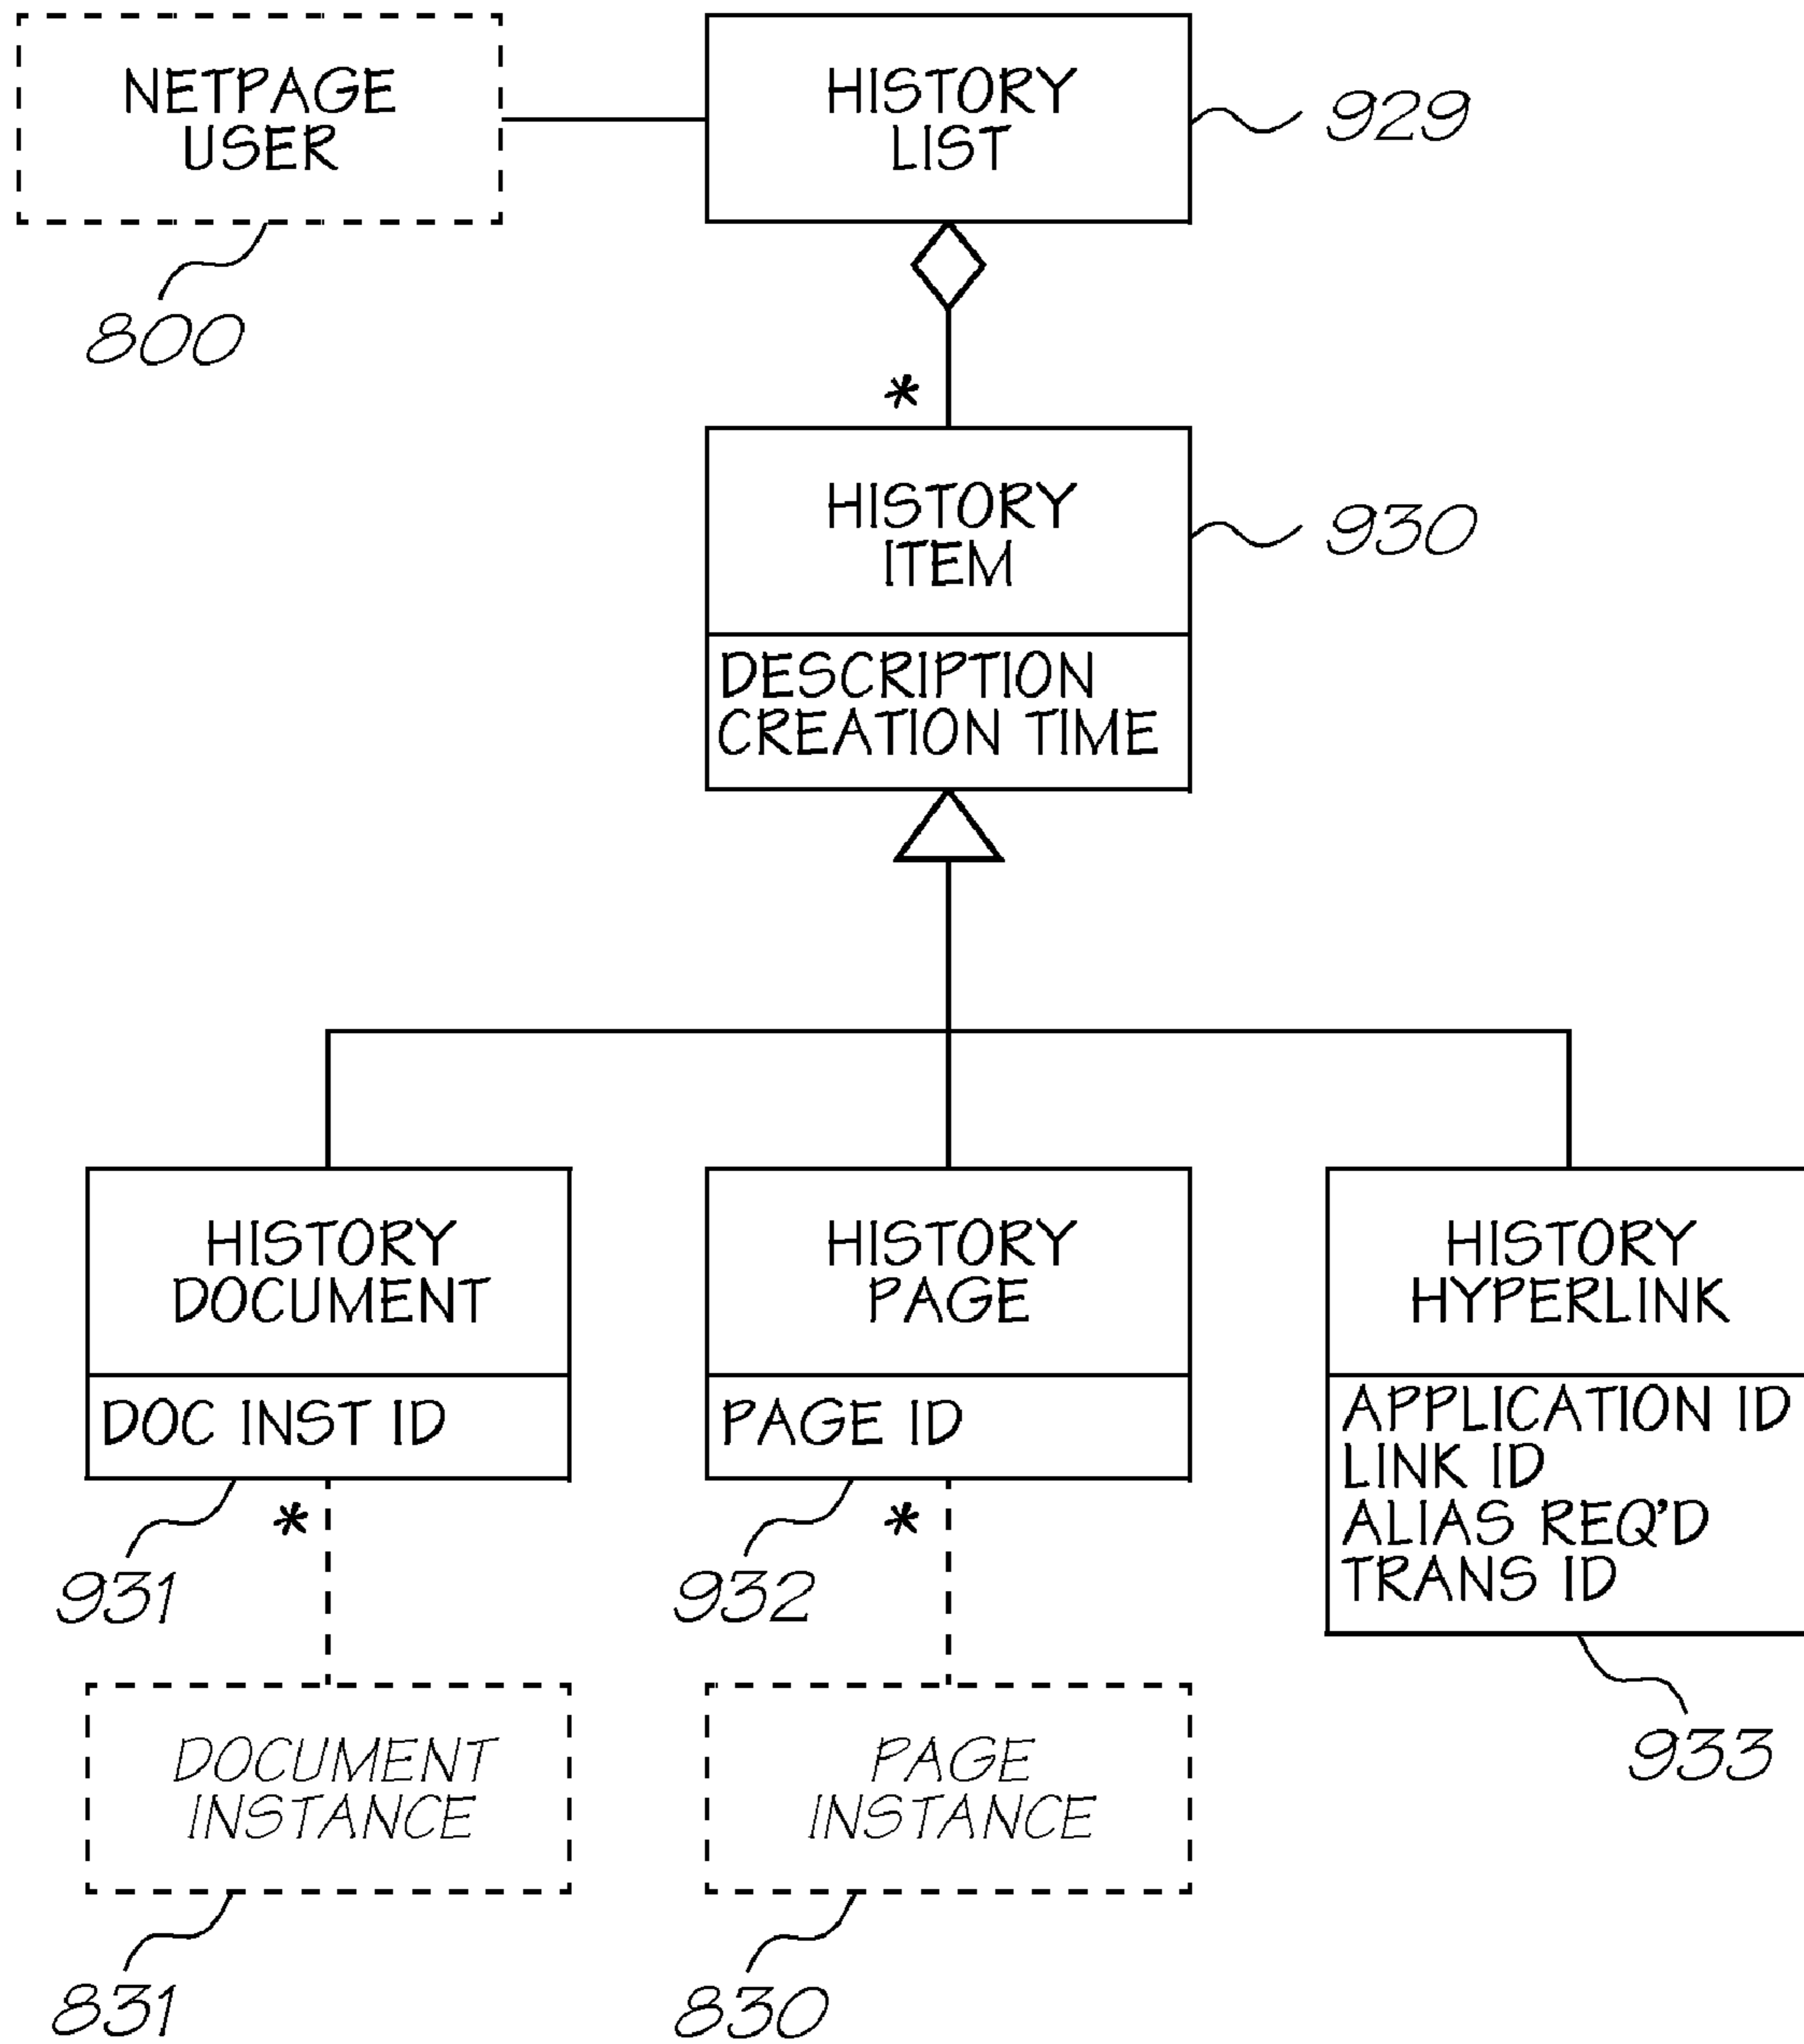 NETPAGE
USER
800
HISTORY
LIST
929
*
HISTORY
ITEM
930
DESCRIPTION
CREATION TIME
HISTORY
DOCUMENT
DOC INST ID
931
*
HISTORY
PAGE
PAGE ID
932
*
HISTORY
HYPERLINK
APPLICATION ID
LINK ID
ALIAS REQ'D
TRANS ID
933
DOCUMENT
INSTANCE
831
PAGE
INSTANCE
830